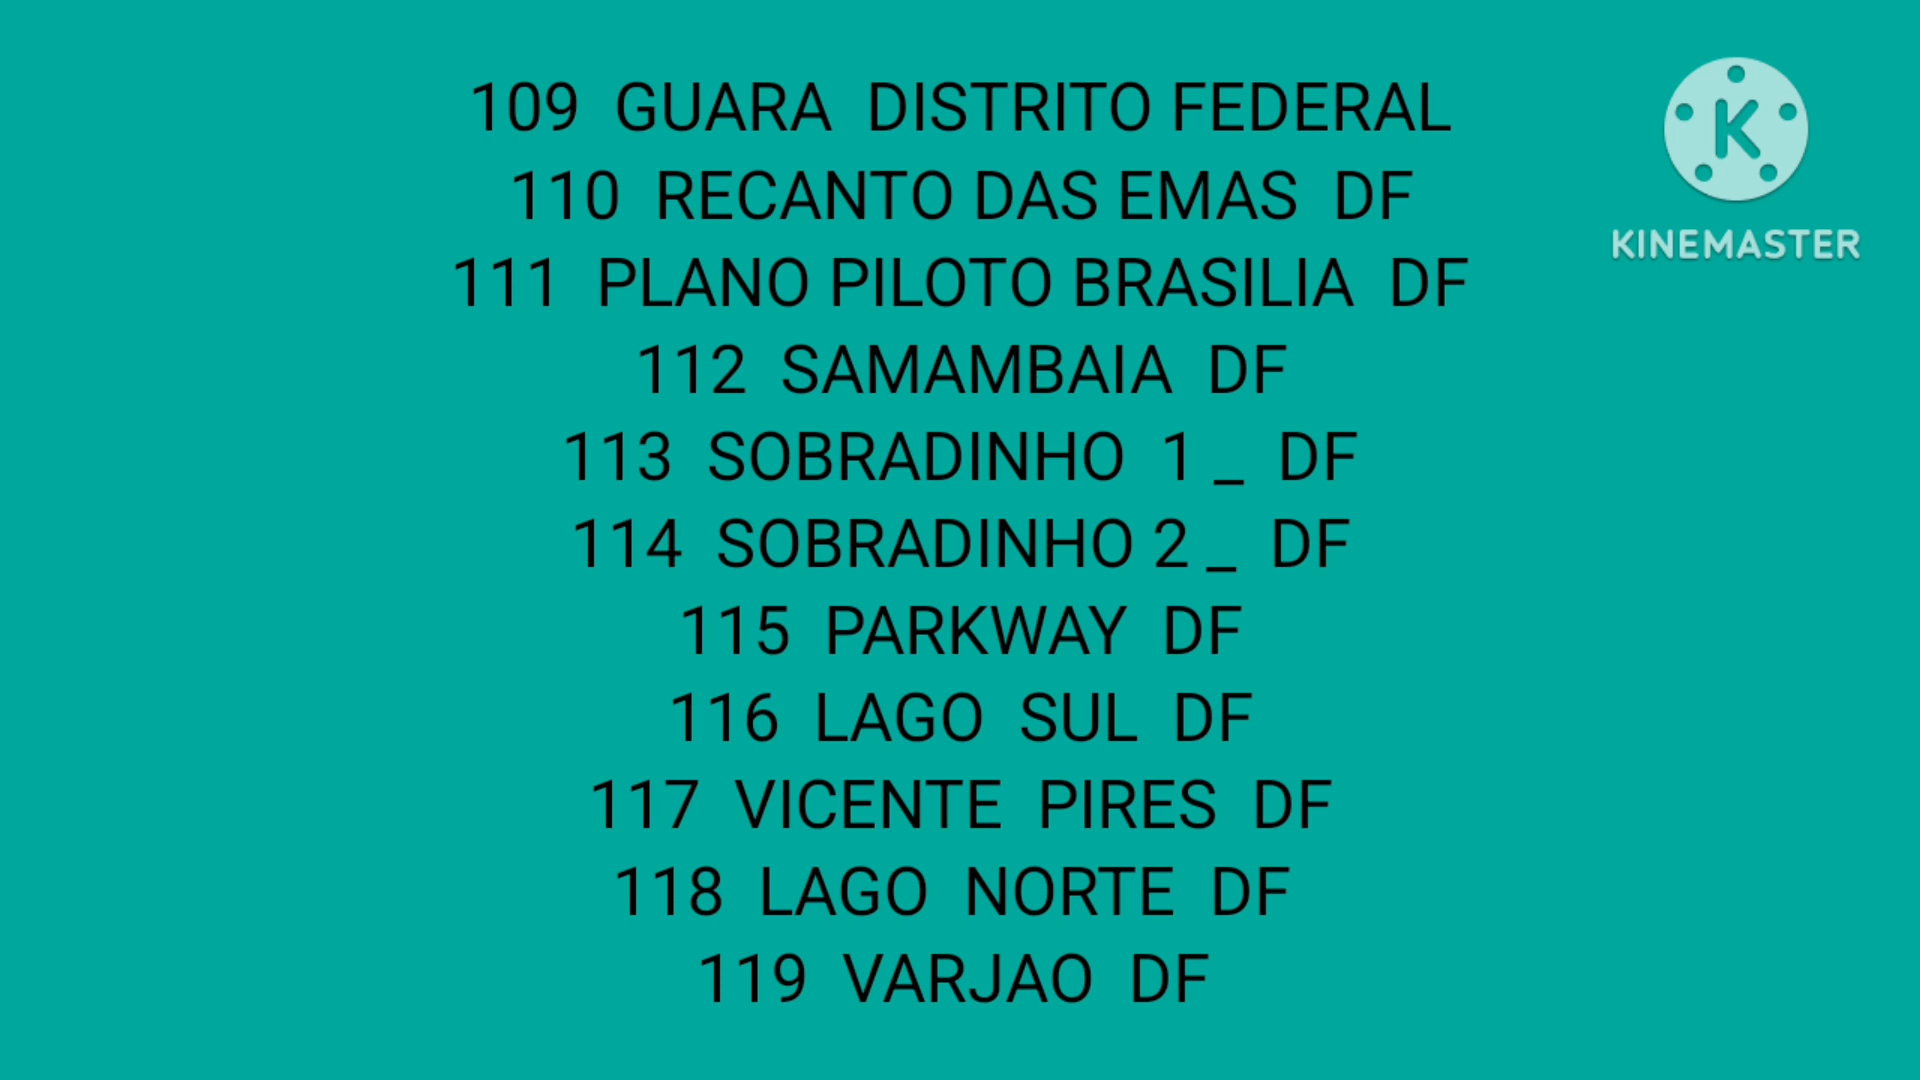 109 GUARA DISTRITO FEDERAL
110 RECANTO DAS EMAS DF
111 PLANO PILOTO BRASILIA DF
112 SAMAMBAIA DF
113 SOBRADINHO 1 _ DF
114 SOBRADINHO 2 _ DF
115 PARKWAY DF
116 LAGO SUL DF
117 VICENTE PIRES DF
118 LAGO NORTE DF
119 VARJAO DF
K
KINEMASTER